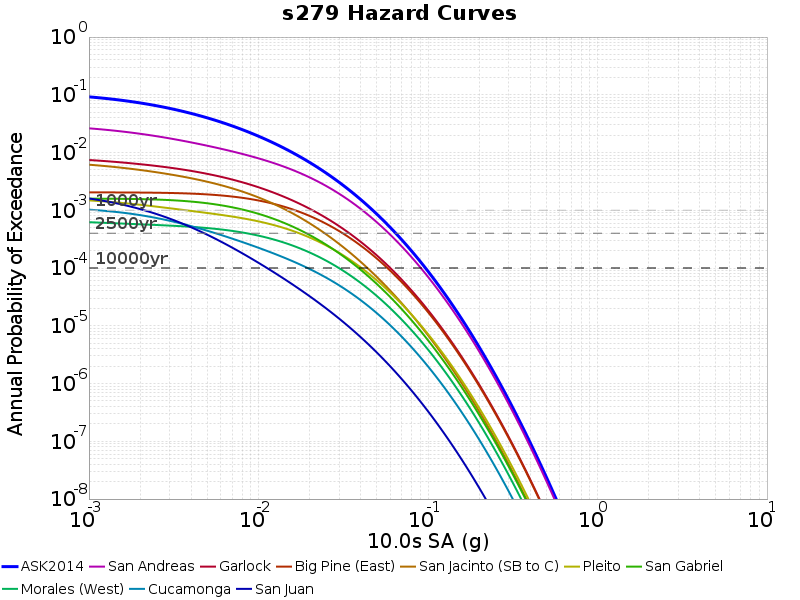 s279 Hazard Curves
Annual Probability of Exceedance
10^0
10^-1
10^-2
10^-3
10^-4
10^-5
10^-6
10^-7
10^-8
1000yr
2500yr
10000yr
10^-3 10^-2 10^-1 10^0 10^1
10.0s SA (g)
ASK2014 San Andreas Garlock Big Pine (East) San Jacinto (SB to C) Pleito San Gabriel
Morales (West) Cucamonga San Juan